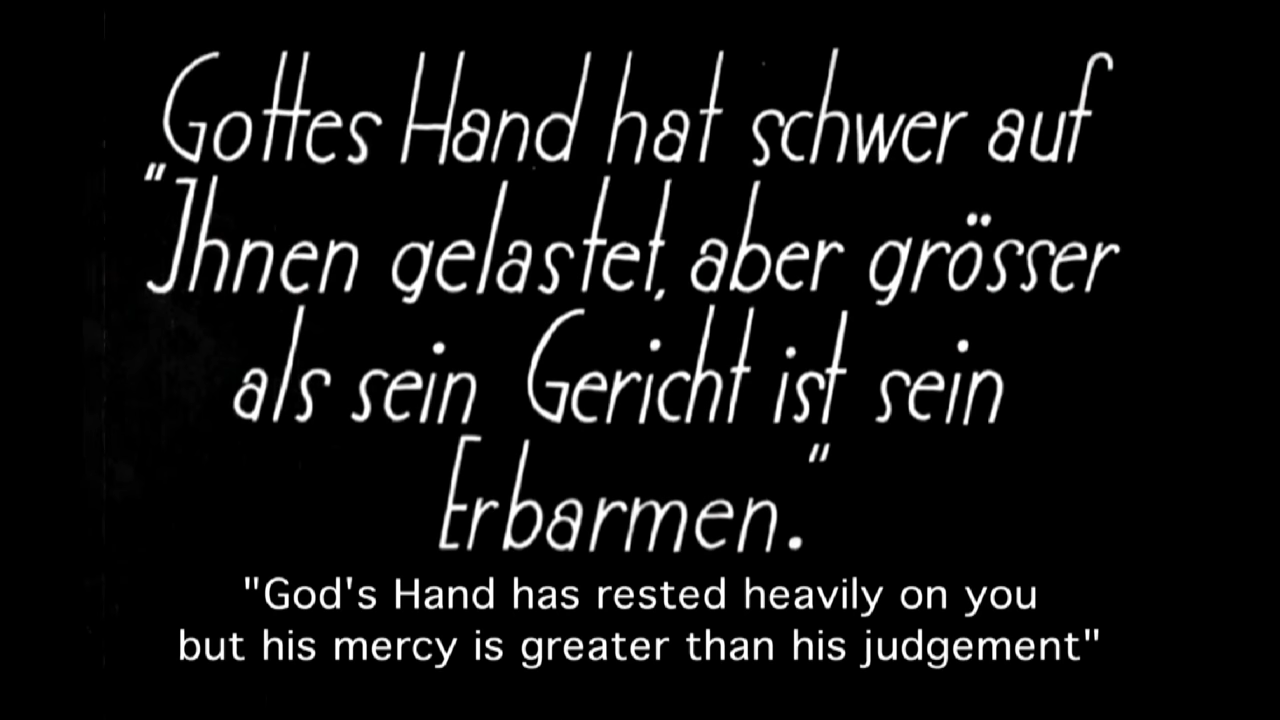 Gottes Hand hat schwer auf
"Ihnen gelastet, aber grösser
als sein Gericht ist sein
Erbarmen."
"God's Hand has rested heavily on you
but his mercy is greater than his judgement"